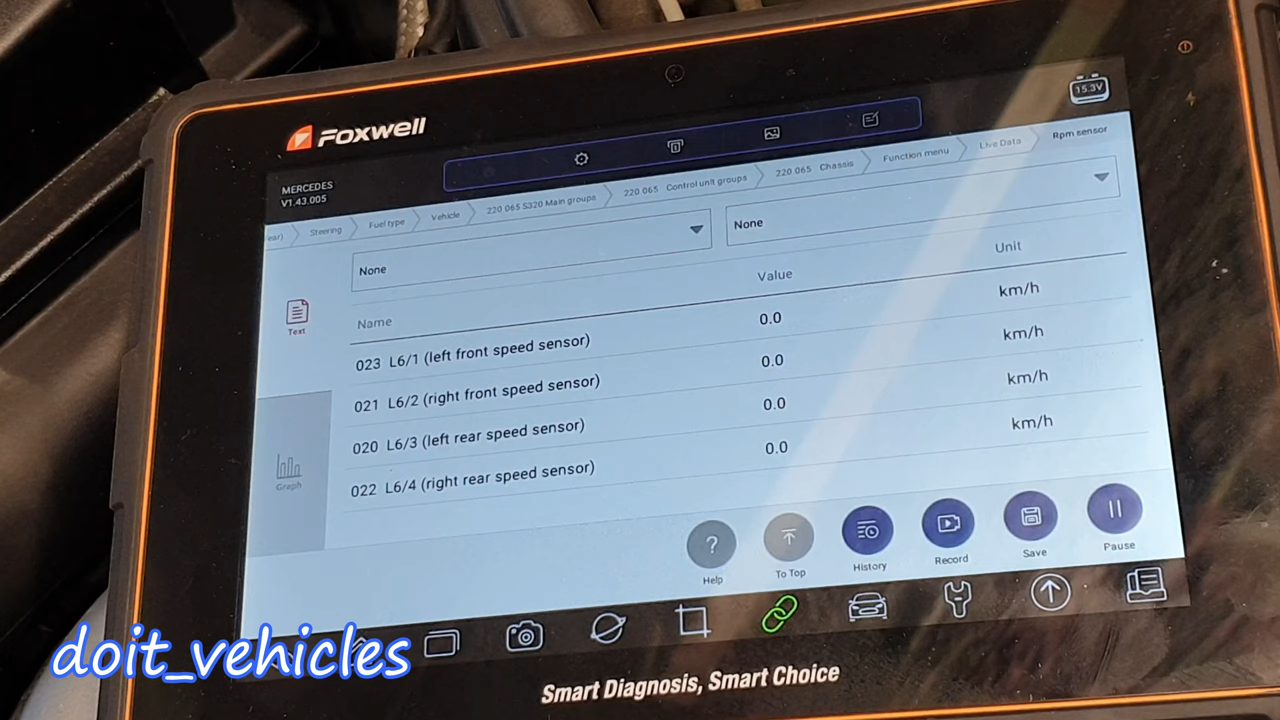 FOXWELL
15.3V
MERCEDES
V1.43.005
Steering
Fuel type
Vehicle
220 065 S320 Main groups
220 065 Control unit groups
220 065 Chassis
Function menu
Live Data
Rpm sensor
None
None
Text
Graph
Name Value Unit
023 L6/1 (left front speed sensor) 0.0 km/h
021 L6/2 (right front speed sensor) 0.0 km/h
020 L6/3 (left rear speed sensor) 0.0 km/h
022 L6/4 (right rear speed sensor) 0.0 km/h
?
Help
To Top
History
Record
Save
Pause
Smart Diagnosis, Smart Choice
doit_vehicles